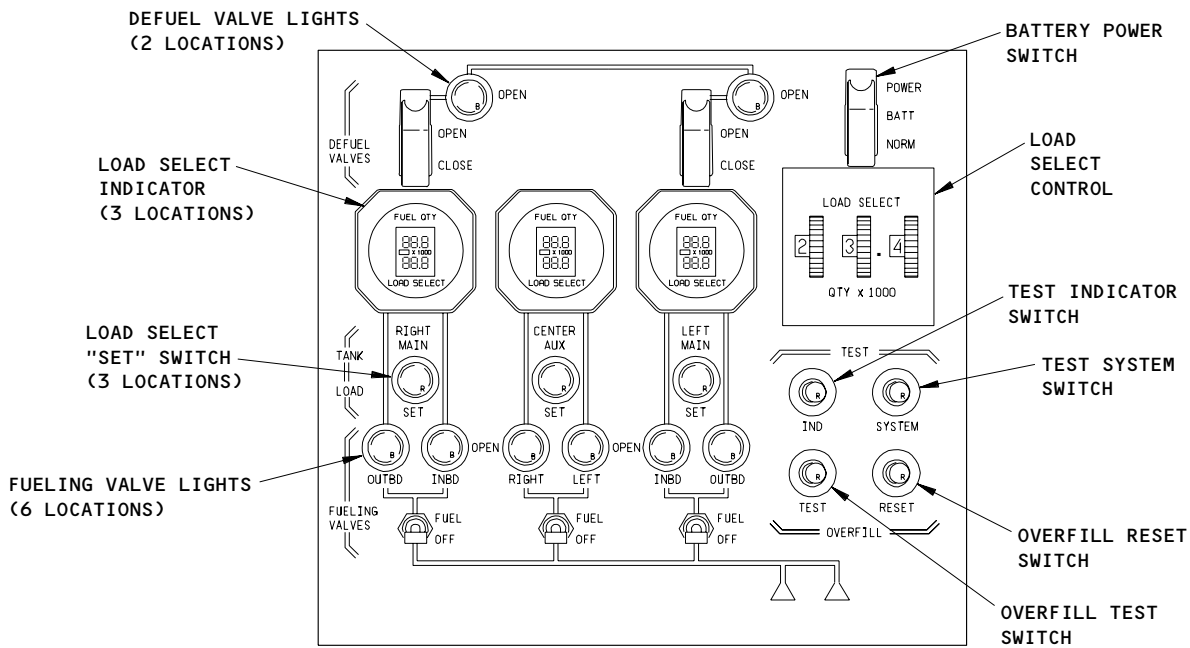 DEFUEL VALVE LIGHTS
(2 LOCATIONS)
BATTERY POWER
SWITCH
B
OPEN
B
OPEN
POWER
BATT
NORM
OPEN
CLOSE
OPEN
CLOSE
DEFUEL
VALVES
LOAD SELECT
INDICATOR
(3 LOCATIONS)
LOAD
SELECT
CONTROL
FUEL QTY
88.8
x 1000
88.8
LOAD SELECT
FUEL QTY
88.8
x 1000
88.8
LOAD SELECT
FUEL QTY
88.8
x 1000
88.8
LOAD SELECT
LOAD SELECT
2 3 . 4
QTY x 1000
TEST INDICATOR
SWITCH
LOAD SELECT
"SET" SWITCH
(3 LOCATIONS)
TANK
LOAD
RIGHT
MAIN
R
SET
CENTER
AUX
R
SET
LEFT
MAIN
R
SET
TEST
R
IND
R
SYSTEM
TEST SYSTEM
SWITCH
FUELING VALVE LIGHTS
(6 LOCATIONS)
B
B
OPEN
B
B
OPEN
B
B
OUTBD
INBD
RIGHT
LEFT
INBD
OUTBD
R
TEST
R
RESET
OVERFILL
FUELING
VALVES
FUEL
OFF
FUEL
OFF
FUEL
OFF
OVERFILL RESET
SWITCH
OVERFILL TEST
SWITCH